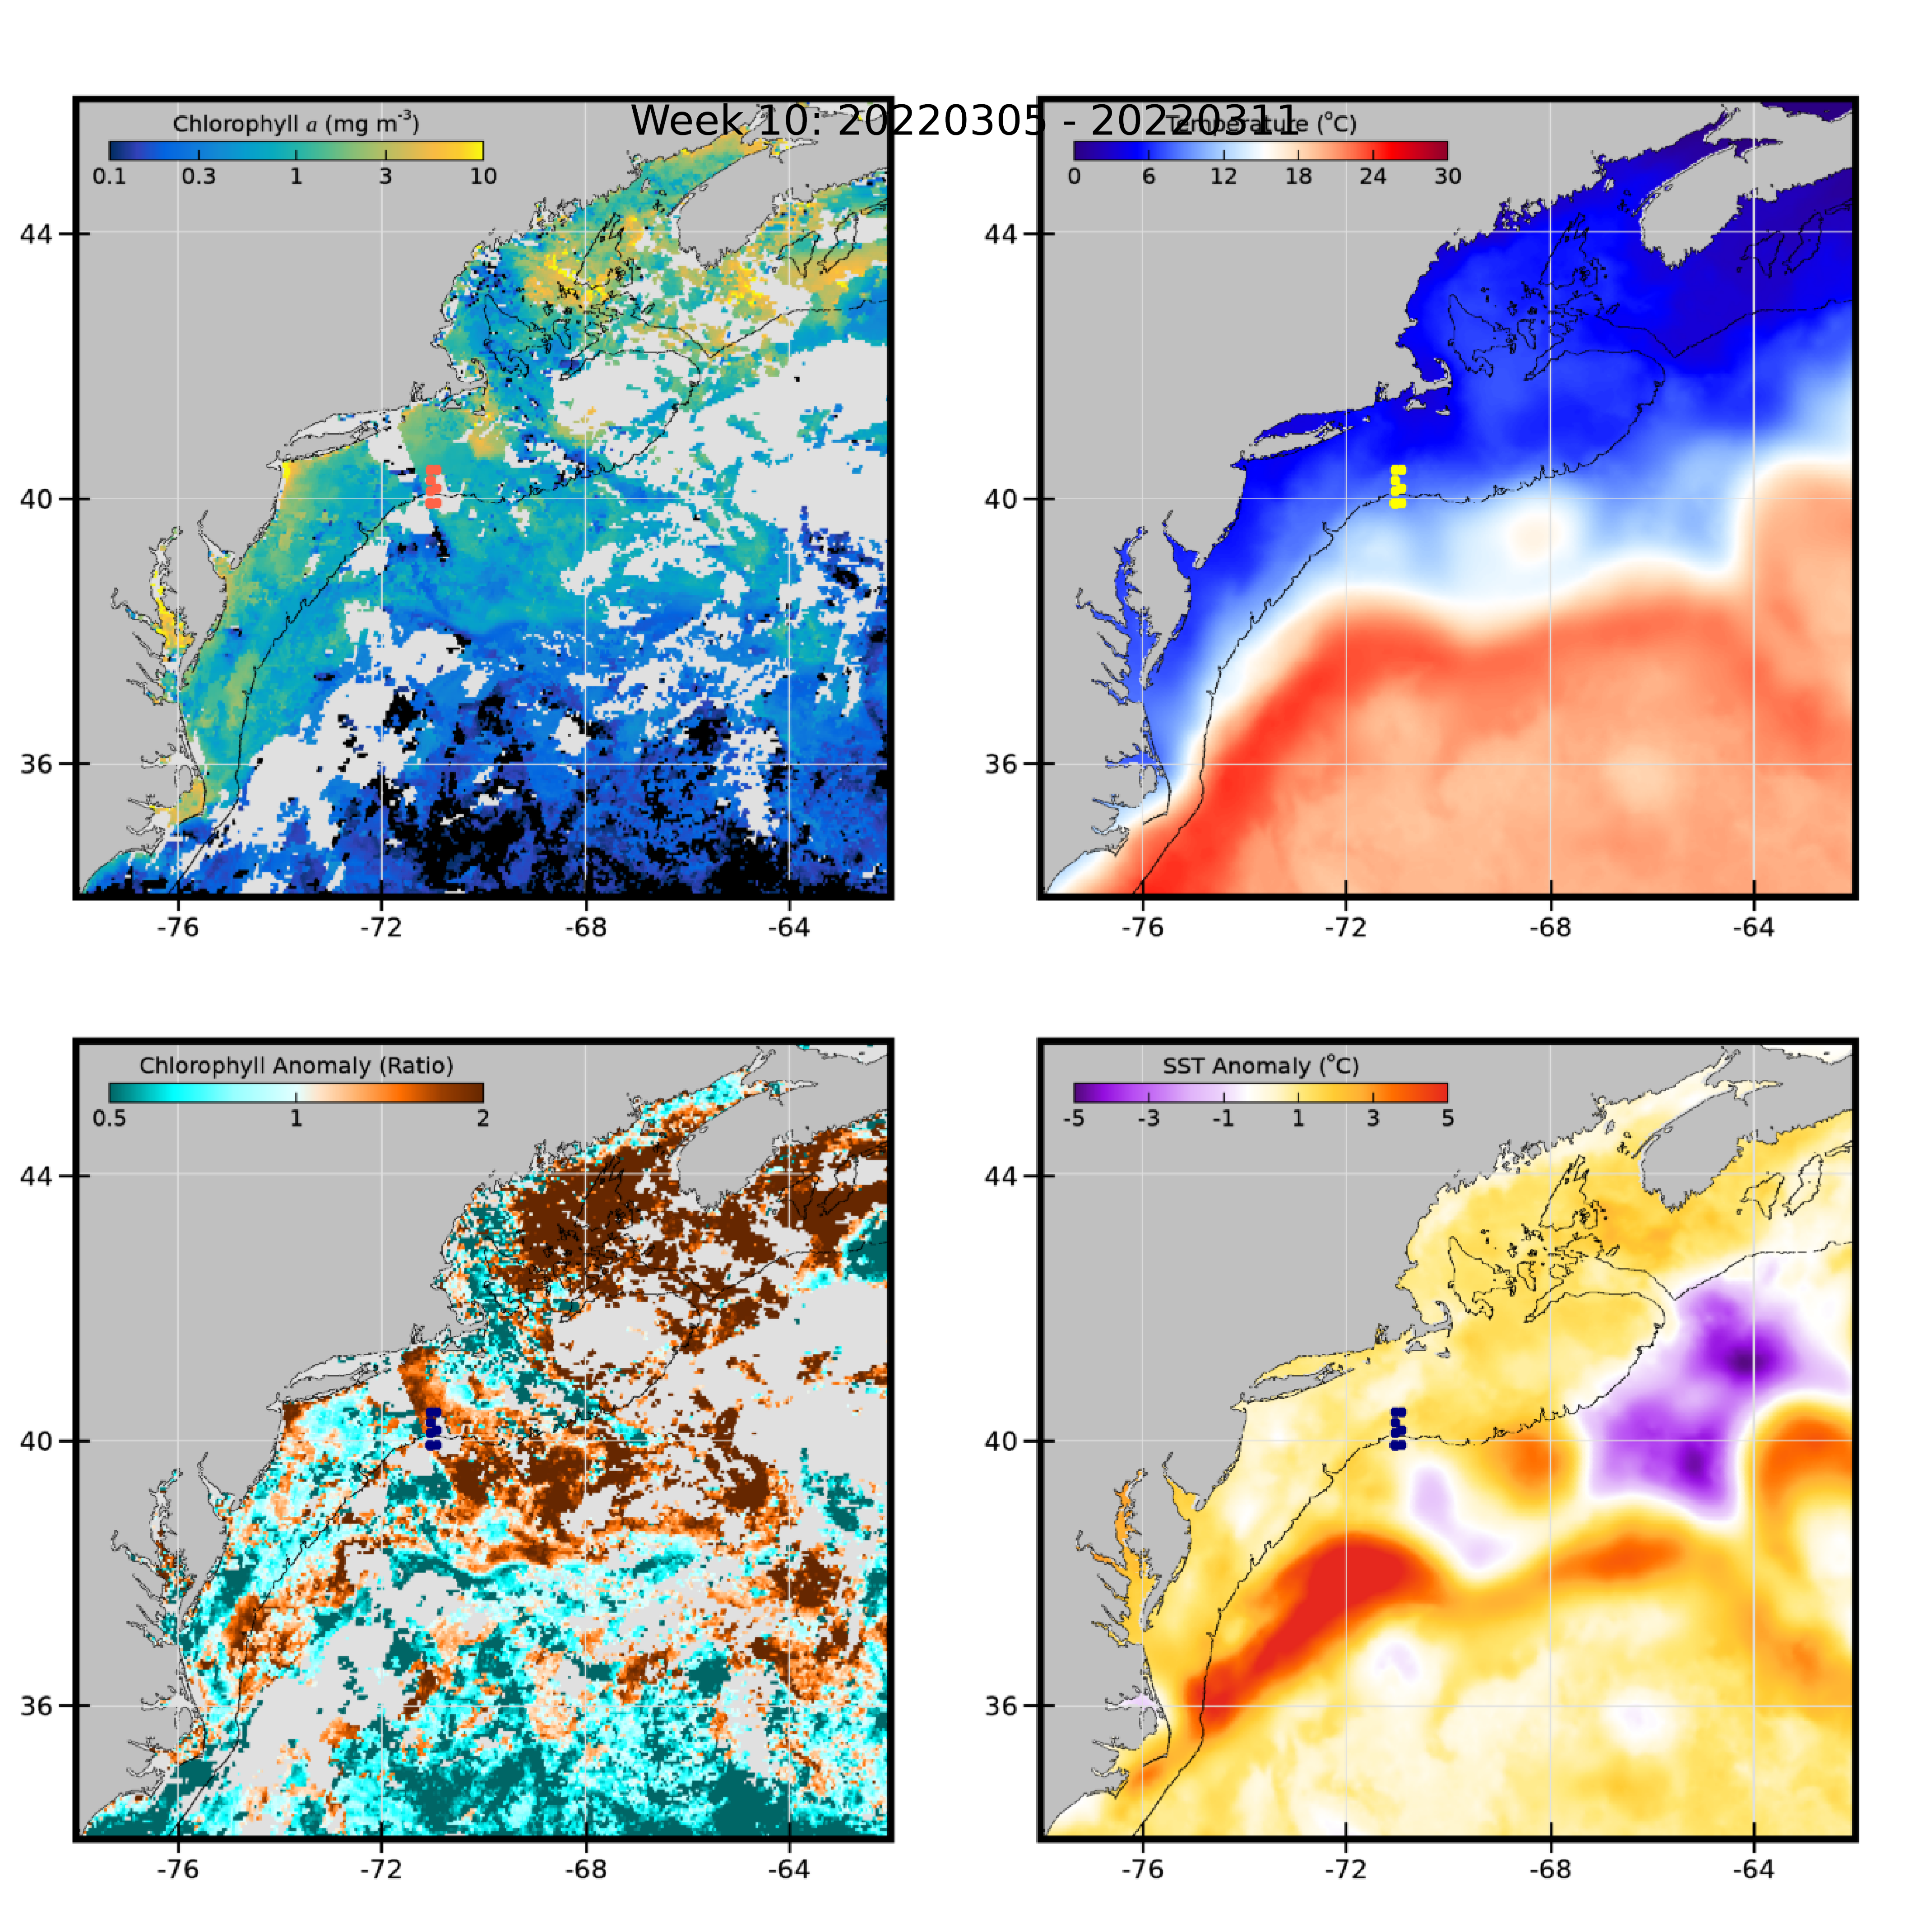 Week 10: 20220305 - 20220311
Chlorophyll a (mg m-3)
0.1 0.3 1 3 10
Temperature (°C)
0 6 12 18 24 30
44
40
36
-76 -72 -68 -64
44
40
36
-76 -72 -68 -64
Chlorophyll Anomaly (Ratio)
0.5 1 2
SST Anomaly (°C)
-5 -3 -1 1 3 5
44
40
36
-76 -72 -68 -64
44
40
36
-76 -72 -68 -64